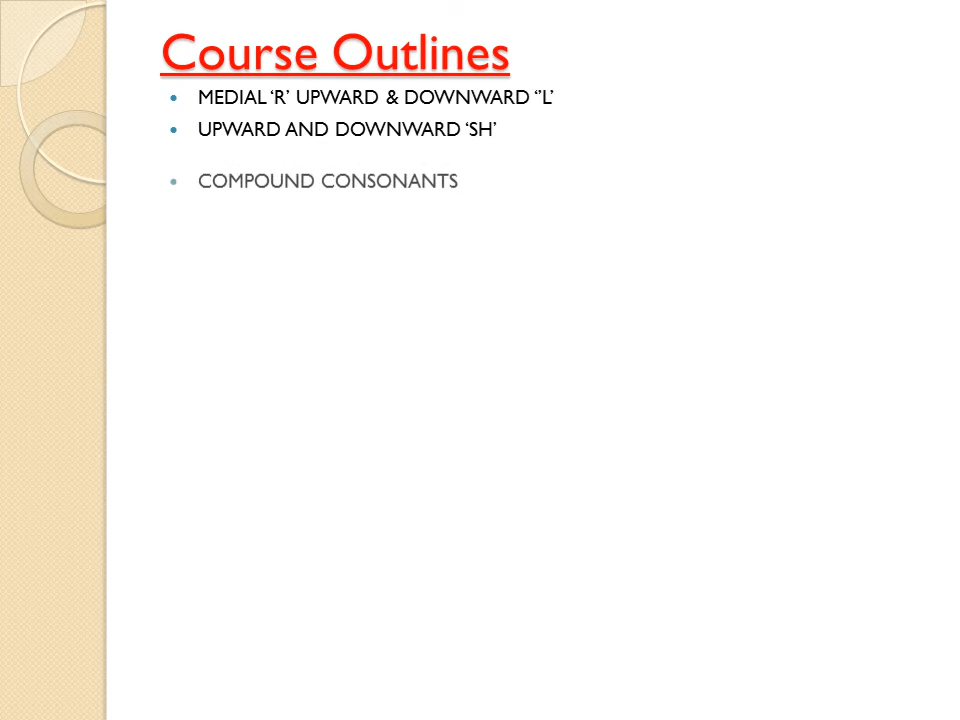 Course Outlines
• MEDIAL ‘R’ UPWARD & DOWNWARD ‘’L’
• UPWARD AND DOWNWARD ‘SH’
• COMPOUND CONSONANTS